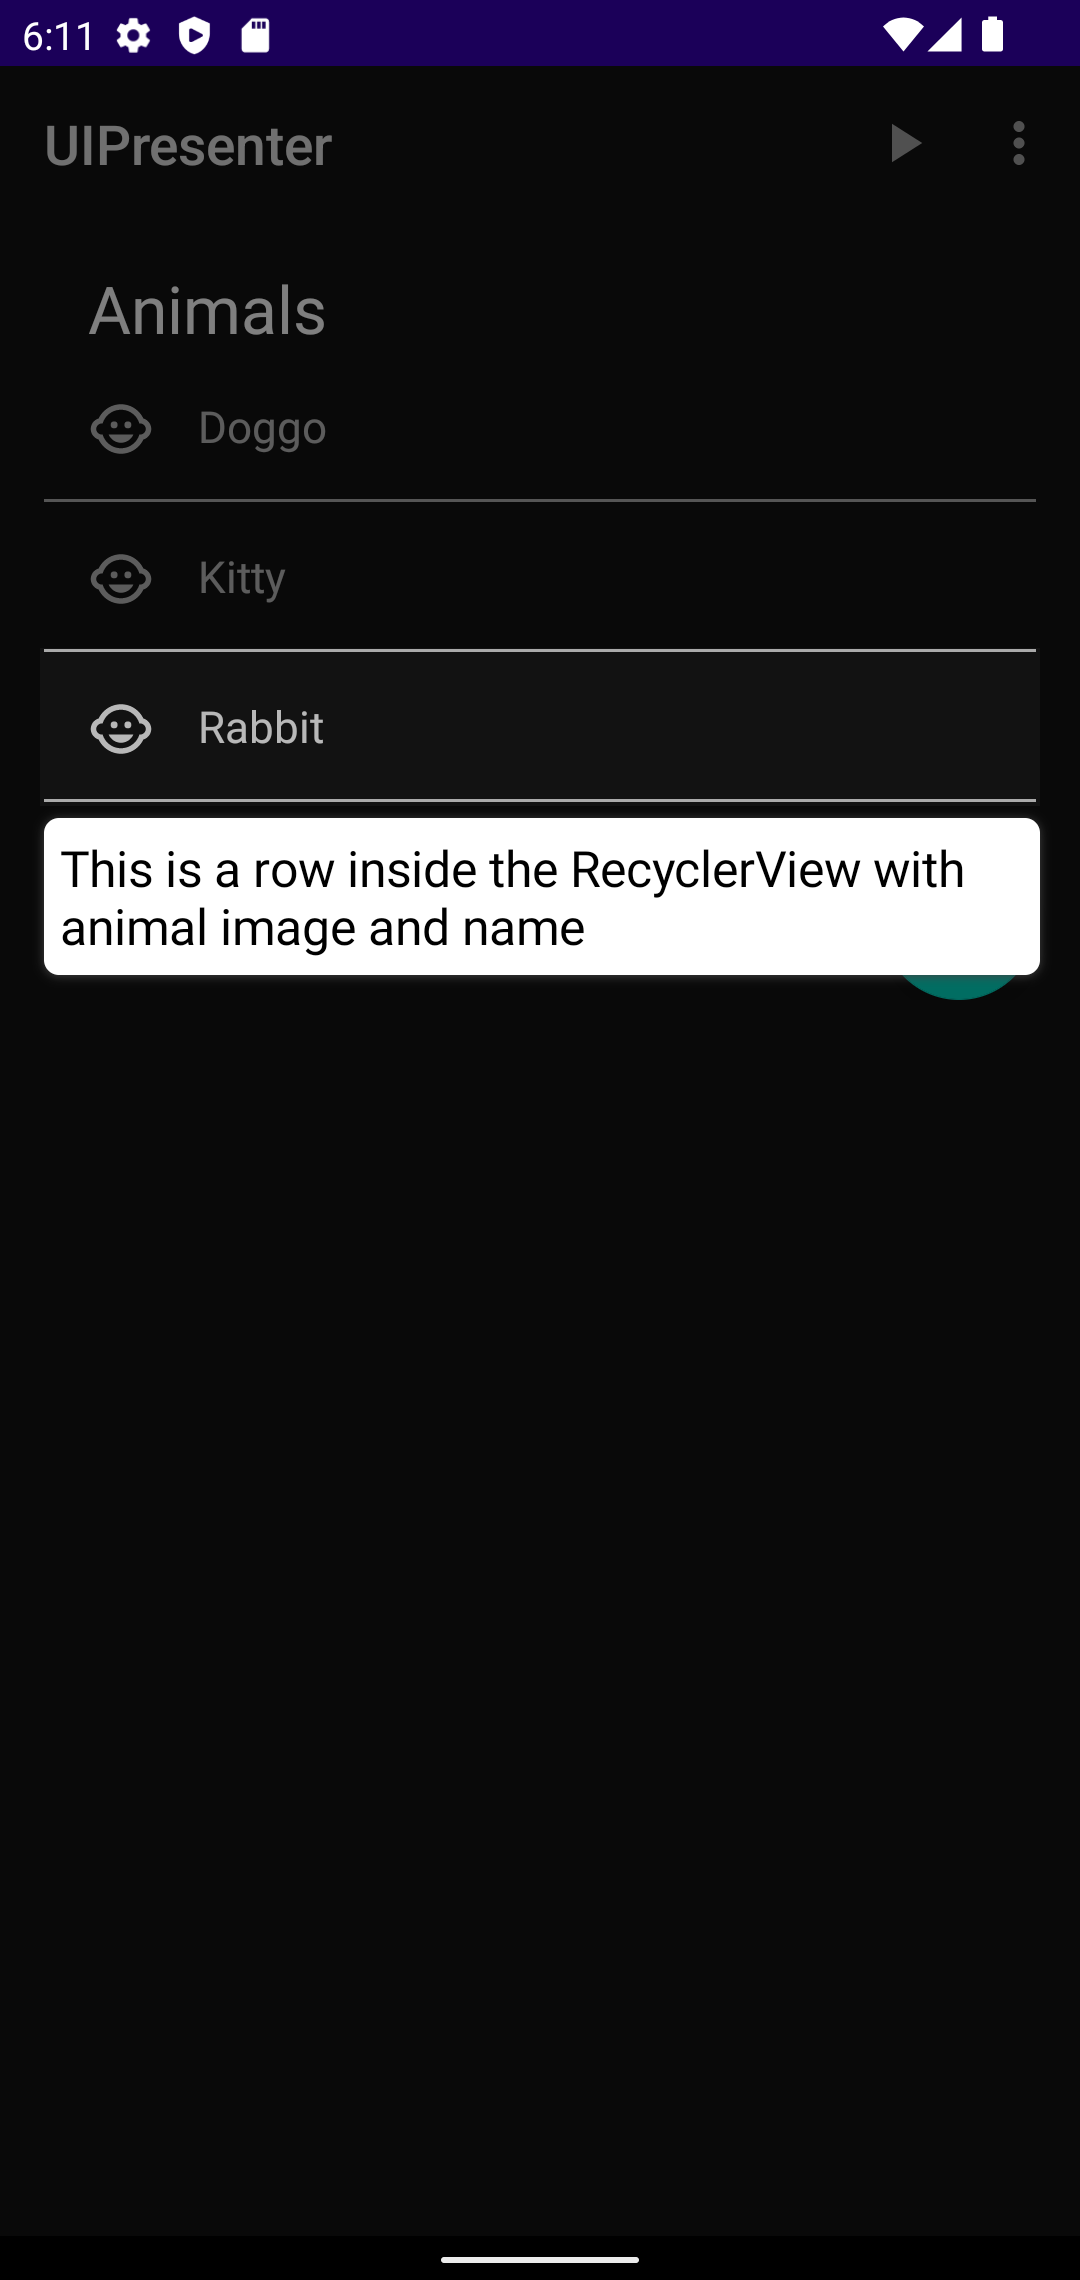 6:11
UIPresenter
Animals
Doggo
Kitty
Rabbit
This is a row inside the RecyclerView with
animal image and name